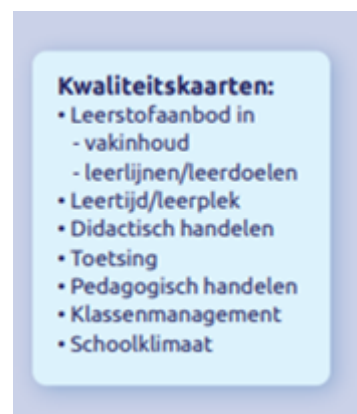 Kwaliteitskaarten:
• Leerstofaanbod in
- vakinhoud
- leerlijnen/leerdoelen
• Leertijd/leerplek
• Didactisch handelen
• Toetsing
• Pedagogisch handelen
• Klassenmanagement
• Schoolklimaat